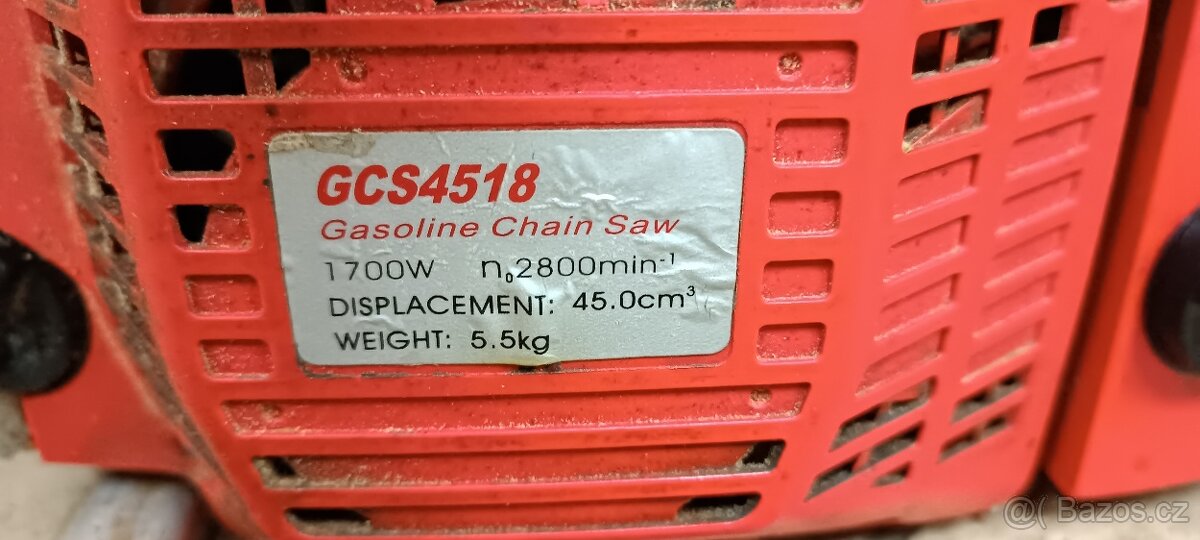 GCS4518
Gasoline Chain Saw
1700W n₀2800min⁻¹
DISPLACEMENT: 45.0cm³
WEIGHT: 5.5kg
@( Bazos.cz